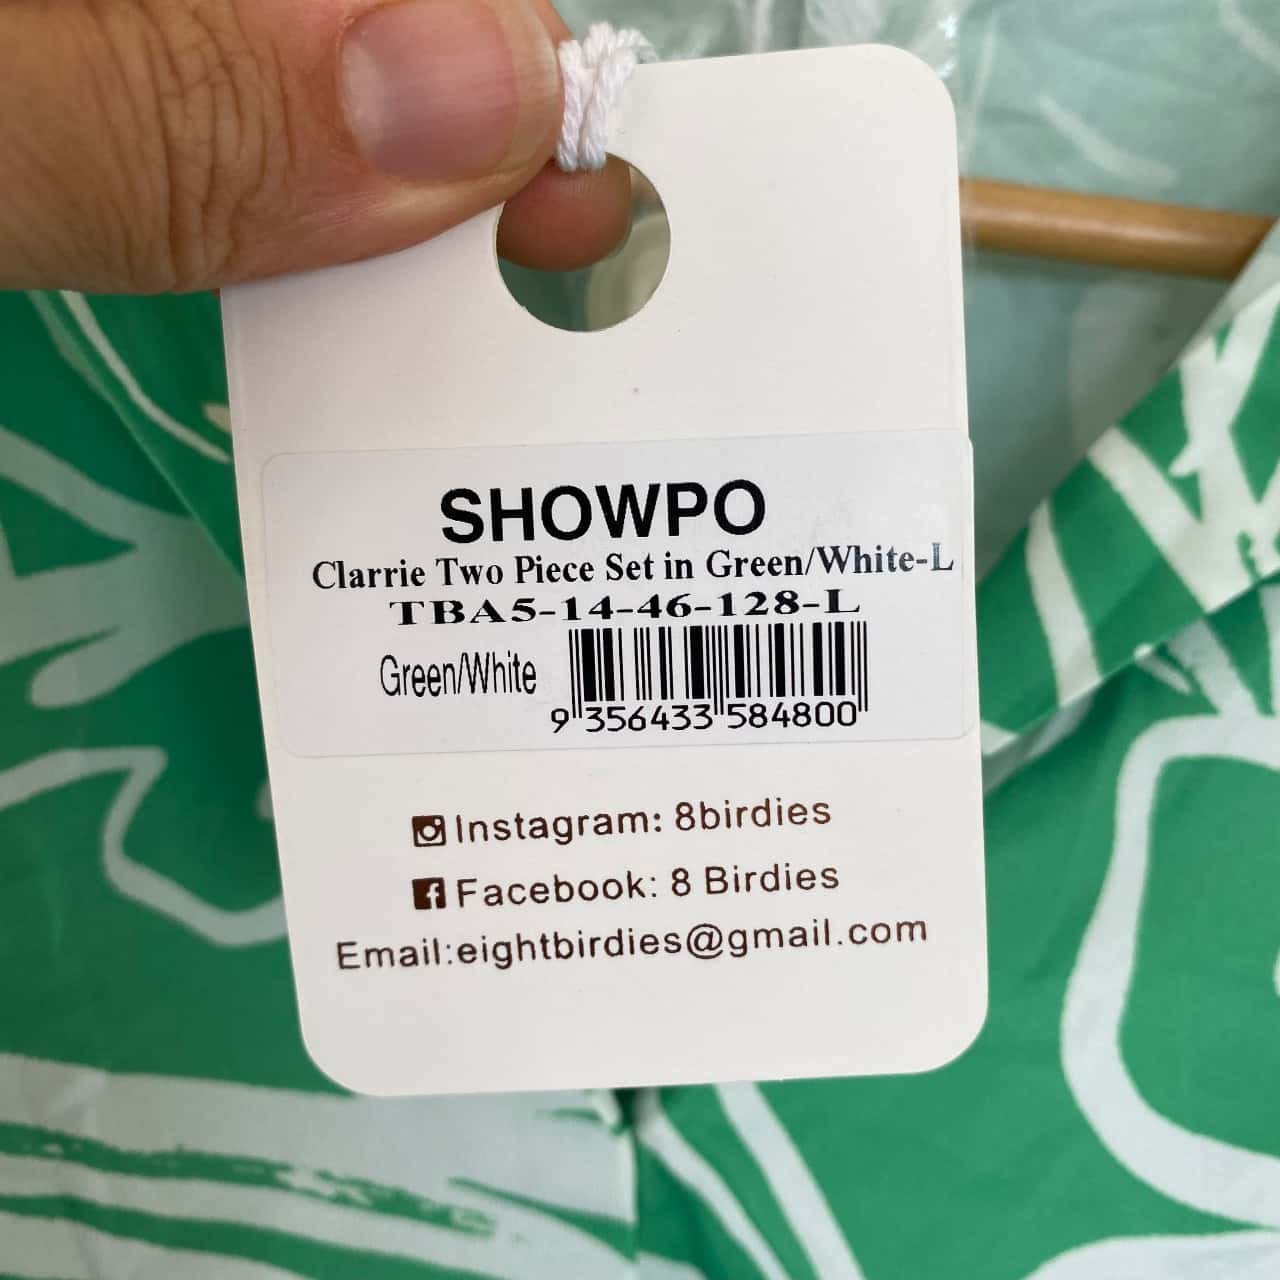 SHOWPO
Clarrie Two Piece Set in Green/White-L
TBA5-14-46-128-L
Green/White
9 356433 584800
Instagram: 8birdies
Facebook: 8 Birdies
Email:eightbirdies@gmail.com